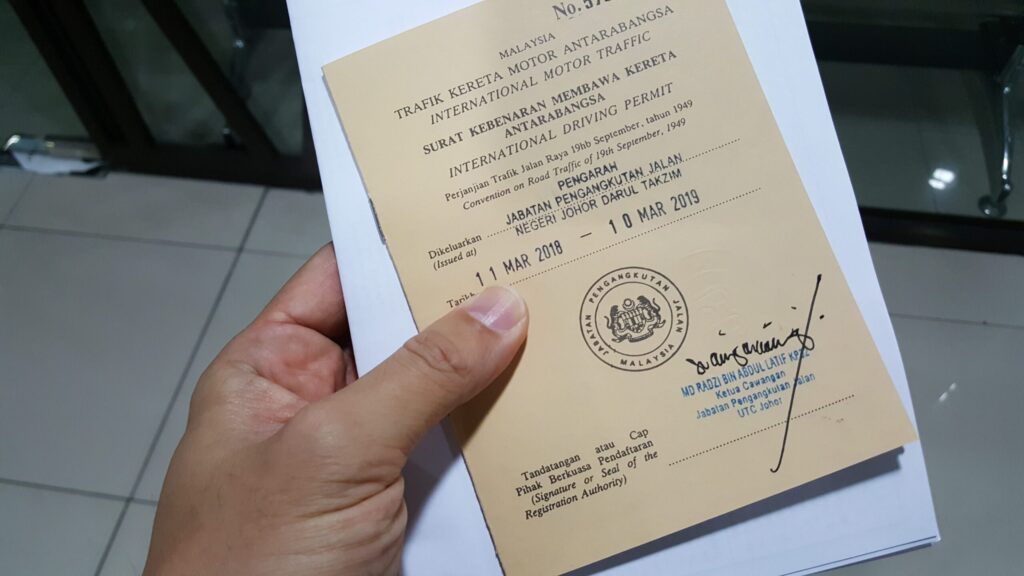 No. 57
MALAYSIA
TRAFIK KERETA MOTOR ANTARABANGSA
INTERNATIONAL MOTOR TRAFFIC
SURAT KEBENARAN MEMBAWA KERETA
ANTARABANGSA
INTERNATIONAL DRIVING PERMIT
Perjanjian Trafik Jalan Raya 19hb September, tahun 1949
Convention on Road Traffic of 19th September, 1949
PENGARAH
JABATAN PENGANGKUTAN JALAN
NEGERI JOHOR DARUL TAKZIM
Dikeluarkan
(Issued at)
11 MAR 2018 — 10 MAR 2019
Tarikh
JABATAN PENGANGKUTAN JALAN
MALAYSIA
MD RADZI BIN ABDUL LATIF
Ketua Cawangan
Jabatan Pengangkutan Jalan
UTC Johor
Tandatangan atau Cap
Pihak Berkuasa Pendaftaran
(Signature or Seal of the
Registration Authority)